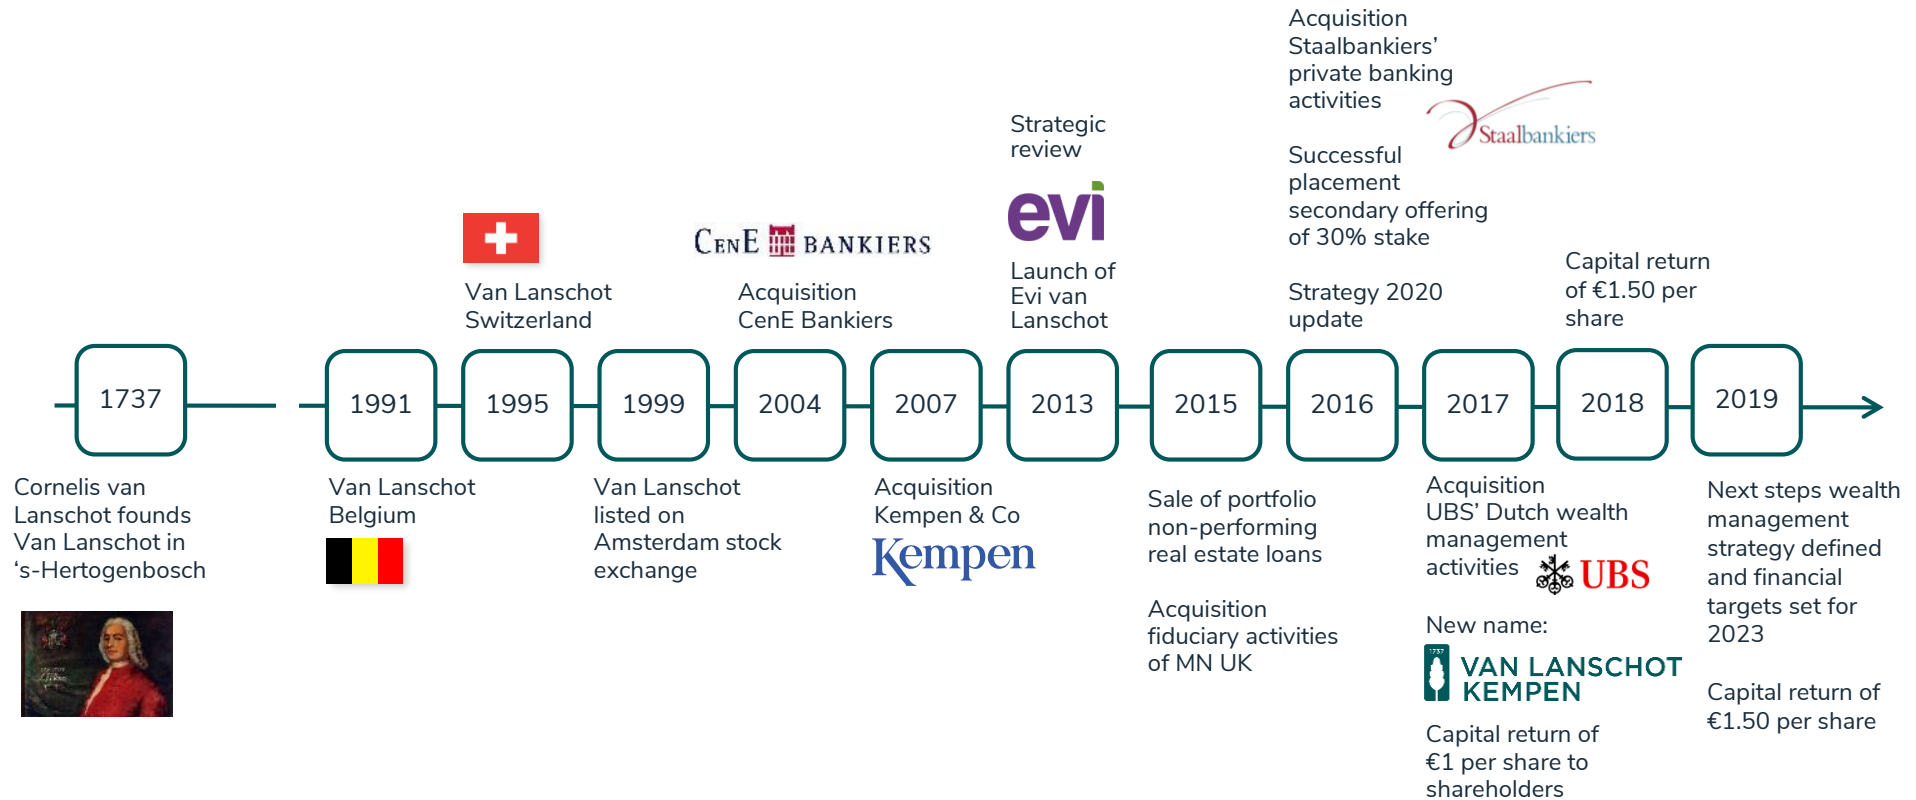 1737
Cornelis van
Lanschot founds
Van Lanschot in
‘s-Hertogenbosch
1991
Van Lanschot
Belgium
Van Lanschot
Switzerland
1995
1999
Van Lanschot
listed on
Amsterdam stock
exchange
CENE BANKIERS
Acquisition
CenE Bankiers
2004
2007
Acquisition
Kempen & Co
Kempen
Strategic
review
evi
Launch of
Evi van
Lanschot
2013
2015
Sale of portfolio
non-performing
real estate loans
Acquisition
fiduciary activities
of MN UK
Acquisition
Staalbankiers’
private banking
activities
Staalbankiers
Successful
placement
secondary offering
of 30% stake
Strategy 2020
update
2016
2017
Acquisition
UBS’ Dutch wealth
management
activities
UBS
New name:
1737
VAN LANSCHOT
KEMPEN
Capital return of
€1 per share to
shareholders
Capital return
of €1.50 per
share
2018
2019
Next steps wealth
management
strategy defined
and financial
targets set for
2023
Capital return of
€1.50 per share